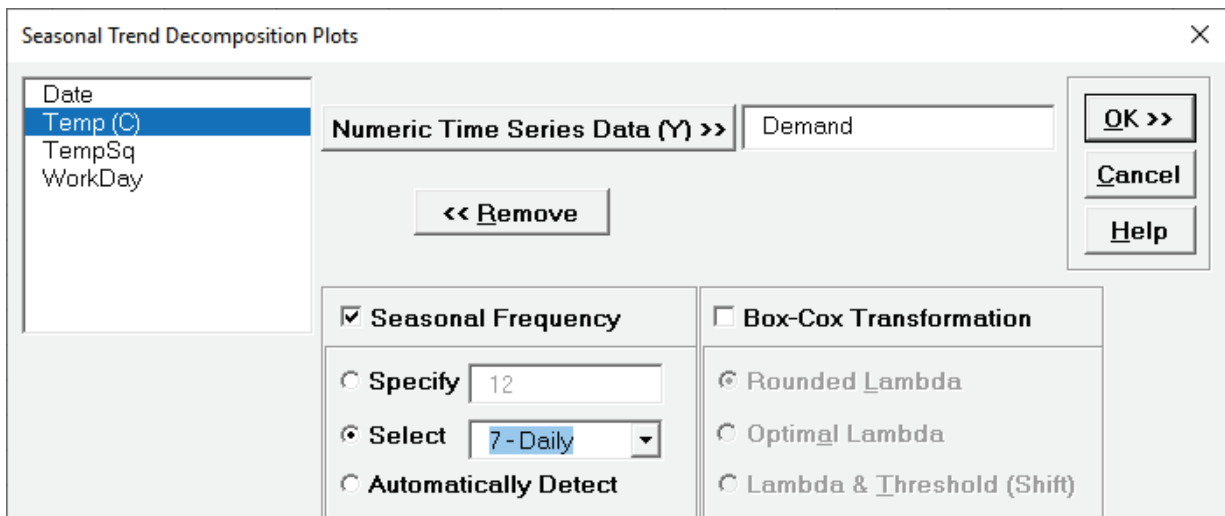 Seasonal Trend Decomposition Plots
Date
Temp (C)
TempSq
WorkDay
Numeric Time Series Data (Y) >>
Demand
<< Remove
OK >>
Cancel
Help
Seasonal Frequency
Specify
12
Select
7 - Daily
Automatically Detect
Box-Cox Transformation
Rounded Lambda
Optimal Lambda
Lambda & Threshold (Shift)